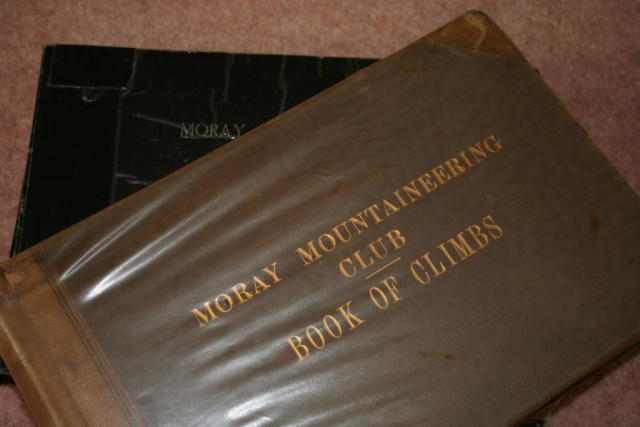 MORAY
MORAY MOUNTAINEERING
CLUB
BOOK OF CLIMBS